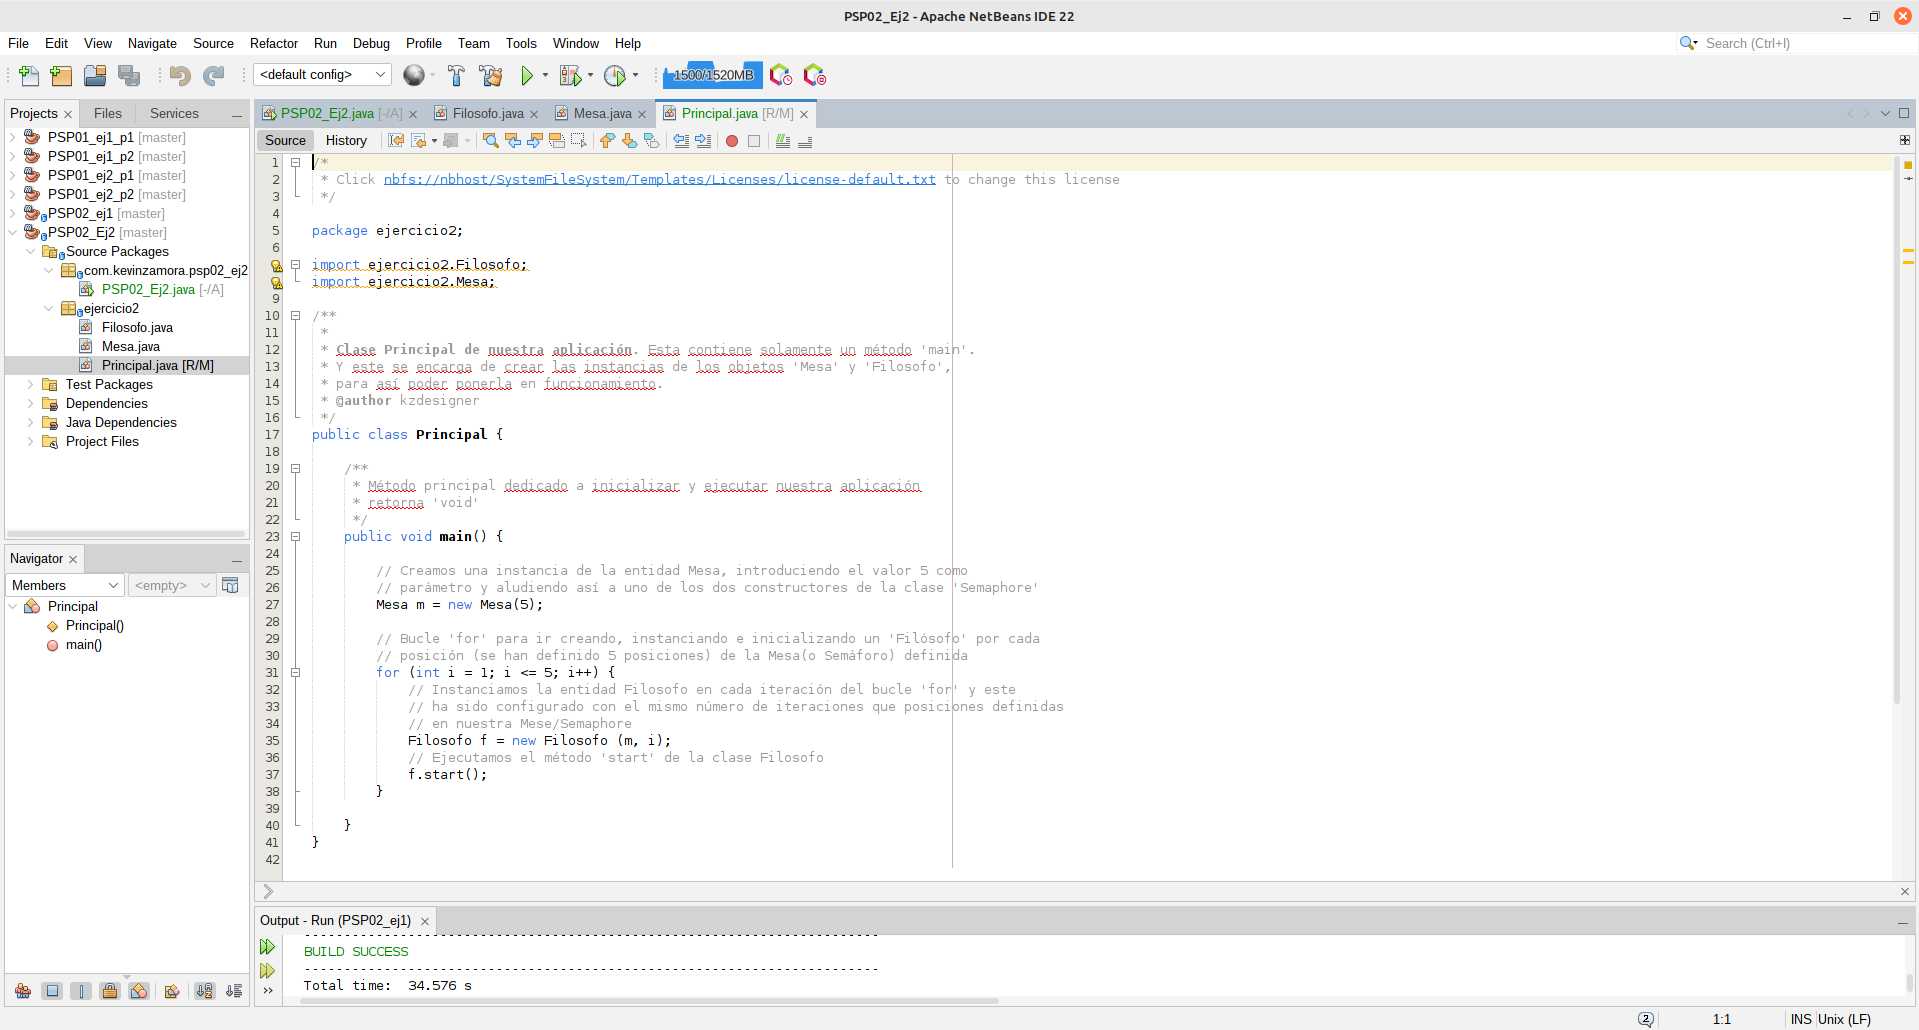 PSP02_Ej2 - Apache NetBeans IDE 22
File Edit View Navigate Source Refactor Run Debug Profile Team Tools Window Help
Search (Ctrl+I)
<default config>
1500/1520MB
Projects
Files
Services
PSP02_Ej2.java [-/A]
Filosofo.java
Mesa.java
Principal.java [R/M]
Source
History
PSP01_ej1_p1 [master]
PSP01_ej1_p2 [master]
PSP01_ej2_p1 [master]
PSP01_ej2_p2 [master]
PSP02_ej1 [master]
PSP02_Ej2 [master]
Source Packages
com.kevinzamora.psp02_ej2
PSP02_Ej2.java [-/A]
ejercicio2
Filosofo.java
Mesa.java
Principal.java [R/M]
Test Packages
Dependencies
Java Dependencies
Project Files
Navigator
Members
<empty>
Principal
Principal()
main()
1 /*
2 * Click nbfs://nbhost/SystemFileSystem/Templates/Licenses/license-default.txt to change this license
3 */
4
5 package ejercicio2;
6
import ejercicio2.Filosofo;
import ejercicio2.Mesa;
9
10 /**
11 *
12 * Clase Principal de nuestra aplicación. Esta contiene solamente un método 'main'.
13 * Y este se encarga de crear las instancias de los objetos 'Mesa' y 'Filosofo',
14 * para así poder ponerla en funcionamiento.
15 * @author kzdesigner
16 */
17 public class Principal {
18
19 /**
20 * Método principal dedicado a inicializar y ejecutar nuestra aplicación
21 * retorna 'void'
22 */
23 public void main() {
24
25 // Creamos una instancia de la entidad Mesa, introduciendo el valor 5 como
26 // parámetro y aludiendo así a uno de los dos constructores de la clase 'Semaphore'
27 Mesa m = new Mesa(5);
28
29 // Bucle 'for' para ir creando, instanciando e inicializando un 'Filósofo' por cada
30 // posición (se han definido 5 posiciones) de la Mesa(o Semáforo) definida
31 for (int i = 1; i <= 5; i++) {
32 // Instanciamos la entidad Filosofo en cada iteración del bucle 'for' y este
33 // ha sido configurado con el mismo número de iteraciones que posiciones definidas
34 // en nuestra Mese/Semaphore
35 Filosofo f = new Filosofo (m, i);
36 // Ejecutamos el método 'start' de la clase Filosofo
37 f.start();
38 }
39
40 }
41 }
42
Output - Run (PSP02_ej1)
------------------------------------------------------------------------
BUILD SUCCESS
------------------------------------------------------------------------
Total time:  34.576 s
2
1:1
INS
Unix (LF)